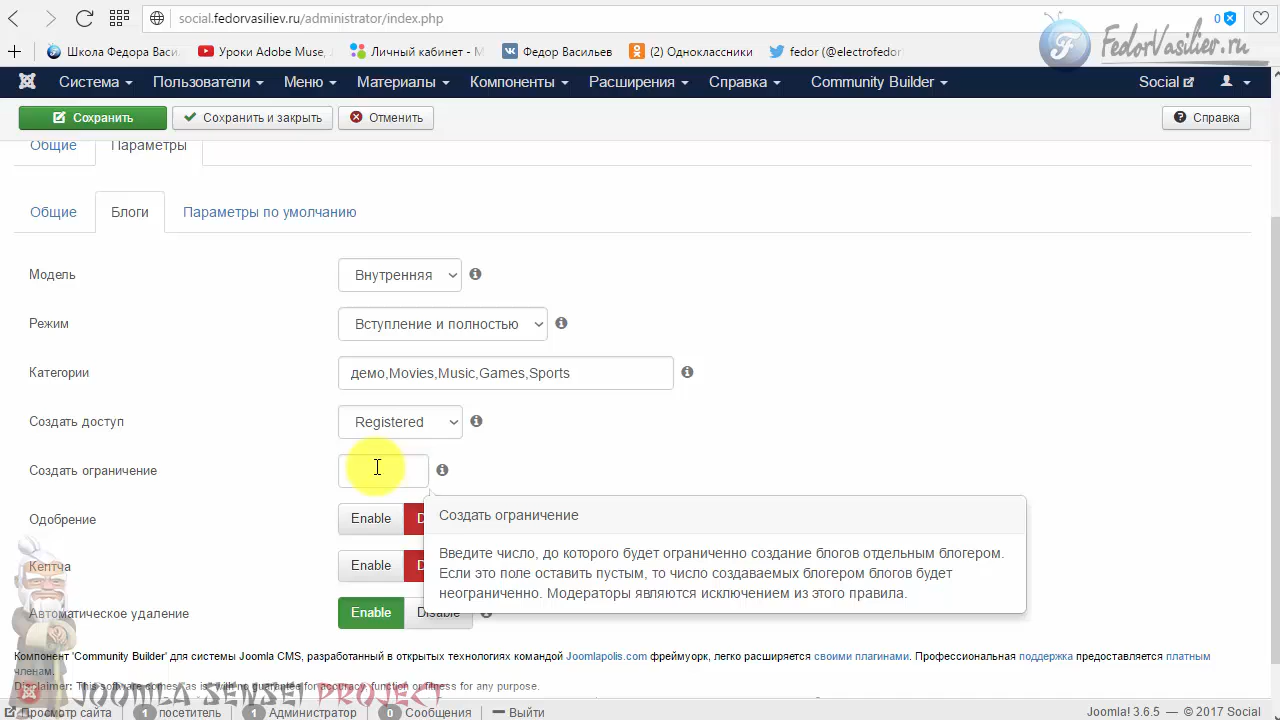 social.fedorvasiliev.ru/administrator/index.php
0
Школа Федора Васил
Уроки Adobe Muse,
Личный кабинет - М
Федор Васильев
(2) Одноклассники
fedor (@electrofedor
FedorVasiliev.ru
Система
Пользователи
Меню
Материалы
Компоненты
Расширения
Справка
Community Builder
Social
Сохранить
Сохранить и закрыть
Отменить
Справка
Общие
Параметры
Общие
Блоги
Параметры по умолчанию
Модель
Внутренняя
Режим
Вступление и полностью
Категории
демо,Movies,Music,Games,Sports
Создать доступ
Registered
Создать ограничение
Создать ограничение
Введите число, до которого будет ограниченно создание блогов отдельным блогером.
Если это поле оставить пустым, то число создаваемых блогером блогов будет
неограниченно. Модераторы являются исключением из этого правила.
Одобрение
Enable
D
Кептча
Enable
D
Автоматическое удаление
Enable
Disable
Компонент 'Community Builder' для системы Joomla CMS, разработанный в открытых технологиях командой Joomlapolis.com фреймуорк, легко расширяется своими плагинами. Профессиональная поддержка предоставляется платным
членам.
Disclaimer: This software comes "as is" with no guarantee for accuracy, function or fitness for any purpose.
JOOMLA SENSEI PROJECT
Просмотр сайта
1 посетитель
1 Администратор
0 Сообщения
Выйти
Joomla! 3.6.5 — © 2017 Social